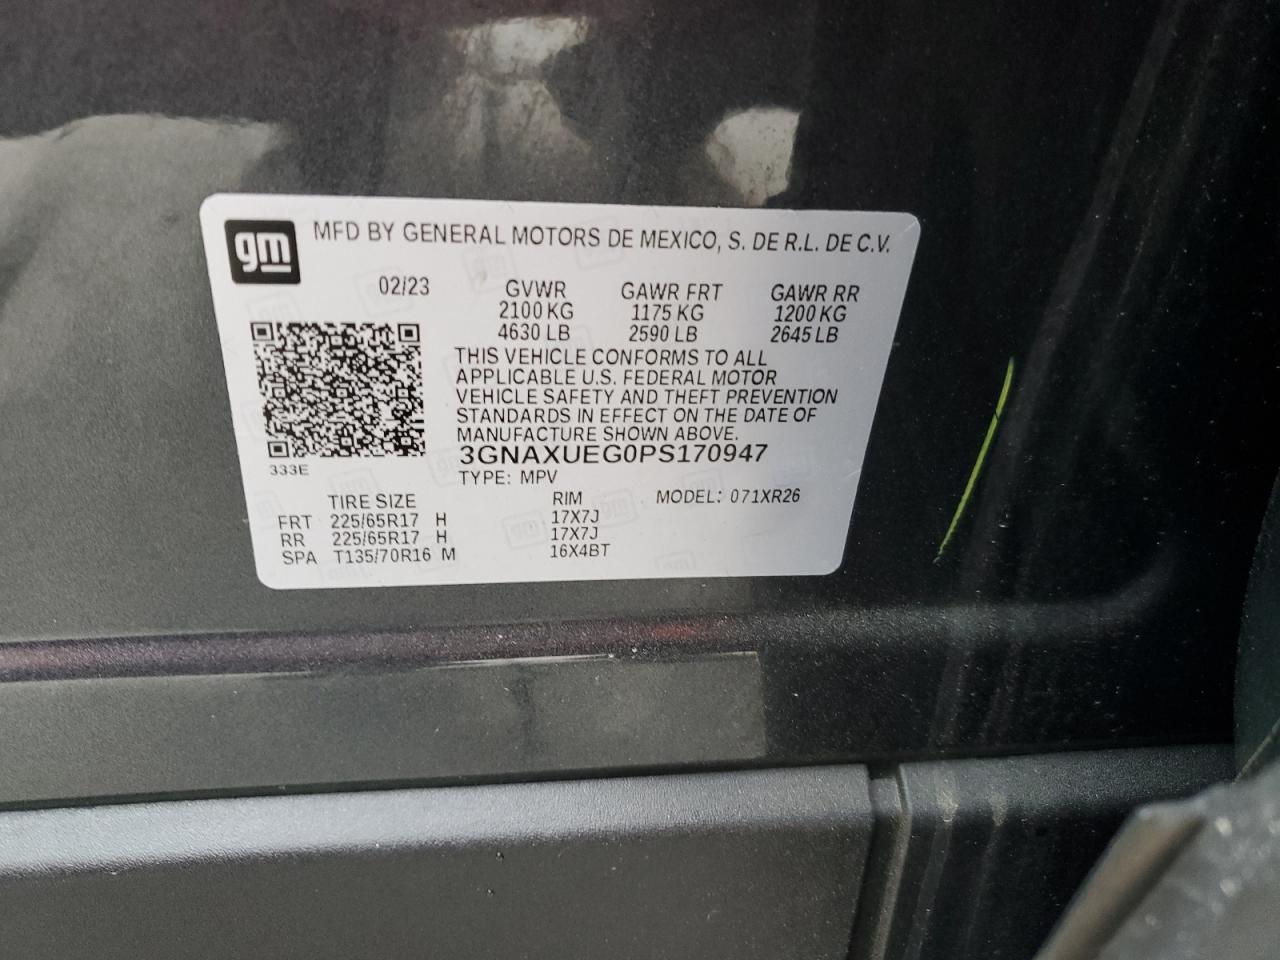 gm
MFD BY GENERAL MOTORS DE MEXICO, S. DE R.L. DE C.V.
02/23 GVWR GAWR FRT GAWR RR
2100 KG 1175 KG 1200 KG
4630 LB 2590 LB 2645 LB
THIS VEHICLE CONFORMS TO ALL
APPLICABLE U.S. FEDERAL MOTOR
VEHICLE SAFETY AND THEFT PREVENTION
STANDARDS IN EFFECT ON THE DATE OF
MANUFACTURE SHOWN ABOVE.
3GNAXUEG0PS170947
333E
TYPE: MPV
TIRE SIZE RIM MODEL: 071XR26
FRT 225/65R17 H 17X7J
RR 225/65R17 H 17X7J
SPA T135/70R16 M 16X4BT